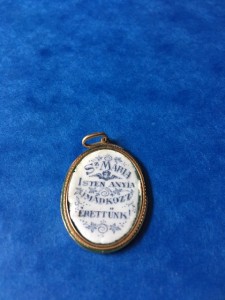 Sz MÁRIA
ISTEN ANYJA
IMÁDKOZZ
ÉRETTÜNK!